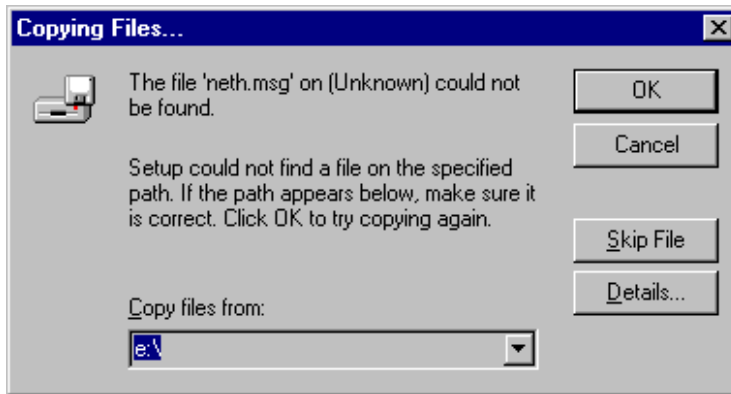 Copying Files...
The file 'neth.msg' on (Unknown) could not
be found.
OK
Cancel
Setup could not find a file on the specified
path. If the path appears below, make sure it
is correct. Click OK to try copying again.
Skip File
Details...
Copy files from:
e:\